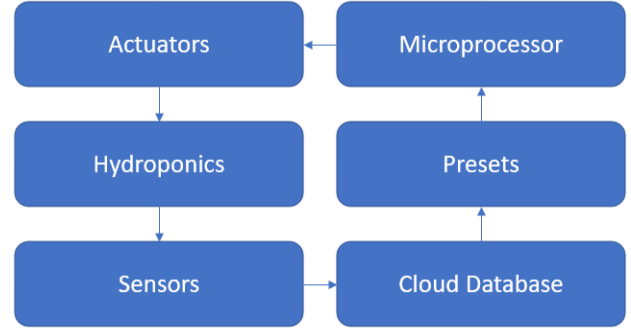 Actuators
Microprocessor
Hydroponics
Presets
Sensors
Cloud Database